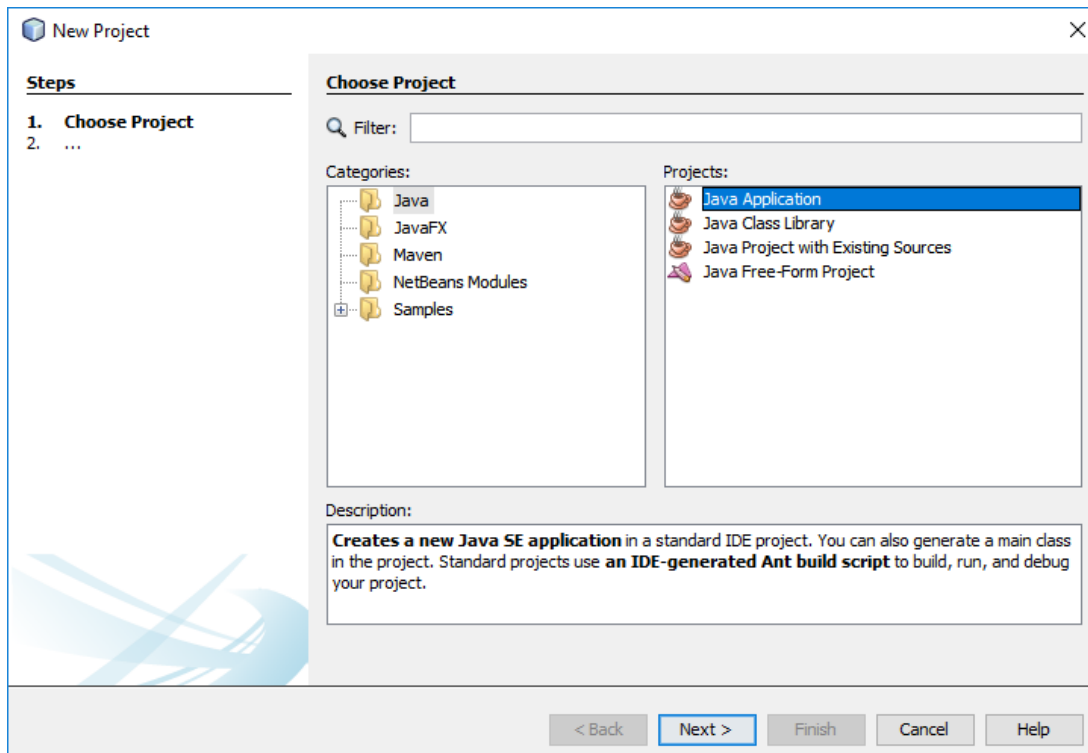 New Project
Steps
1. Choose Project
2. ...
Choose Project
Filter:
Categories:
Java
JavaFX
Maven
NetBeans Modules
Samples
Projects:
Java Application
Java Class Library
Java Project with Existing Sources
Java Free-Form Project
Description:
Creates a new Java SE application in a standard IDE project. You can also generate a main class
in the project. Standard projects use an IDE-generated Ant build script to build, run, and debug
your project.
< Back
Next >
Finish
Cancel
Help